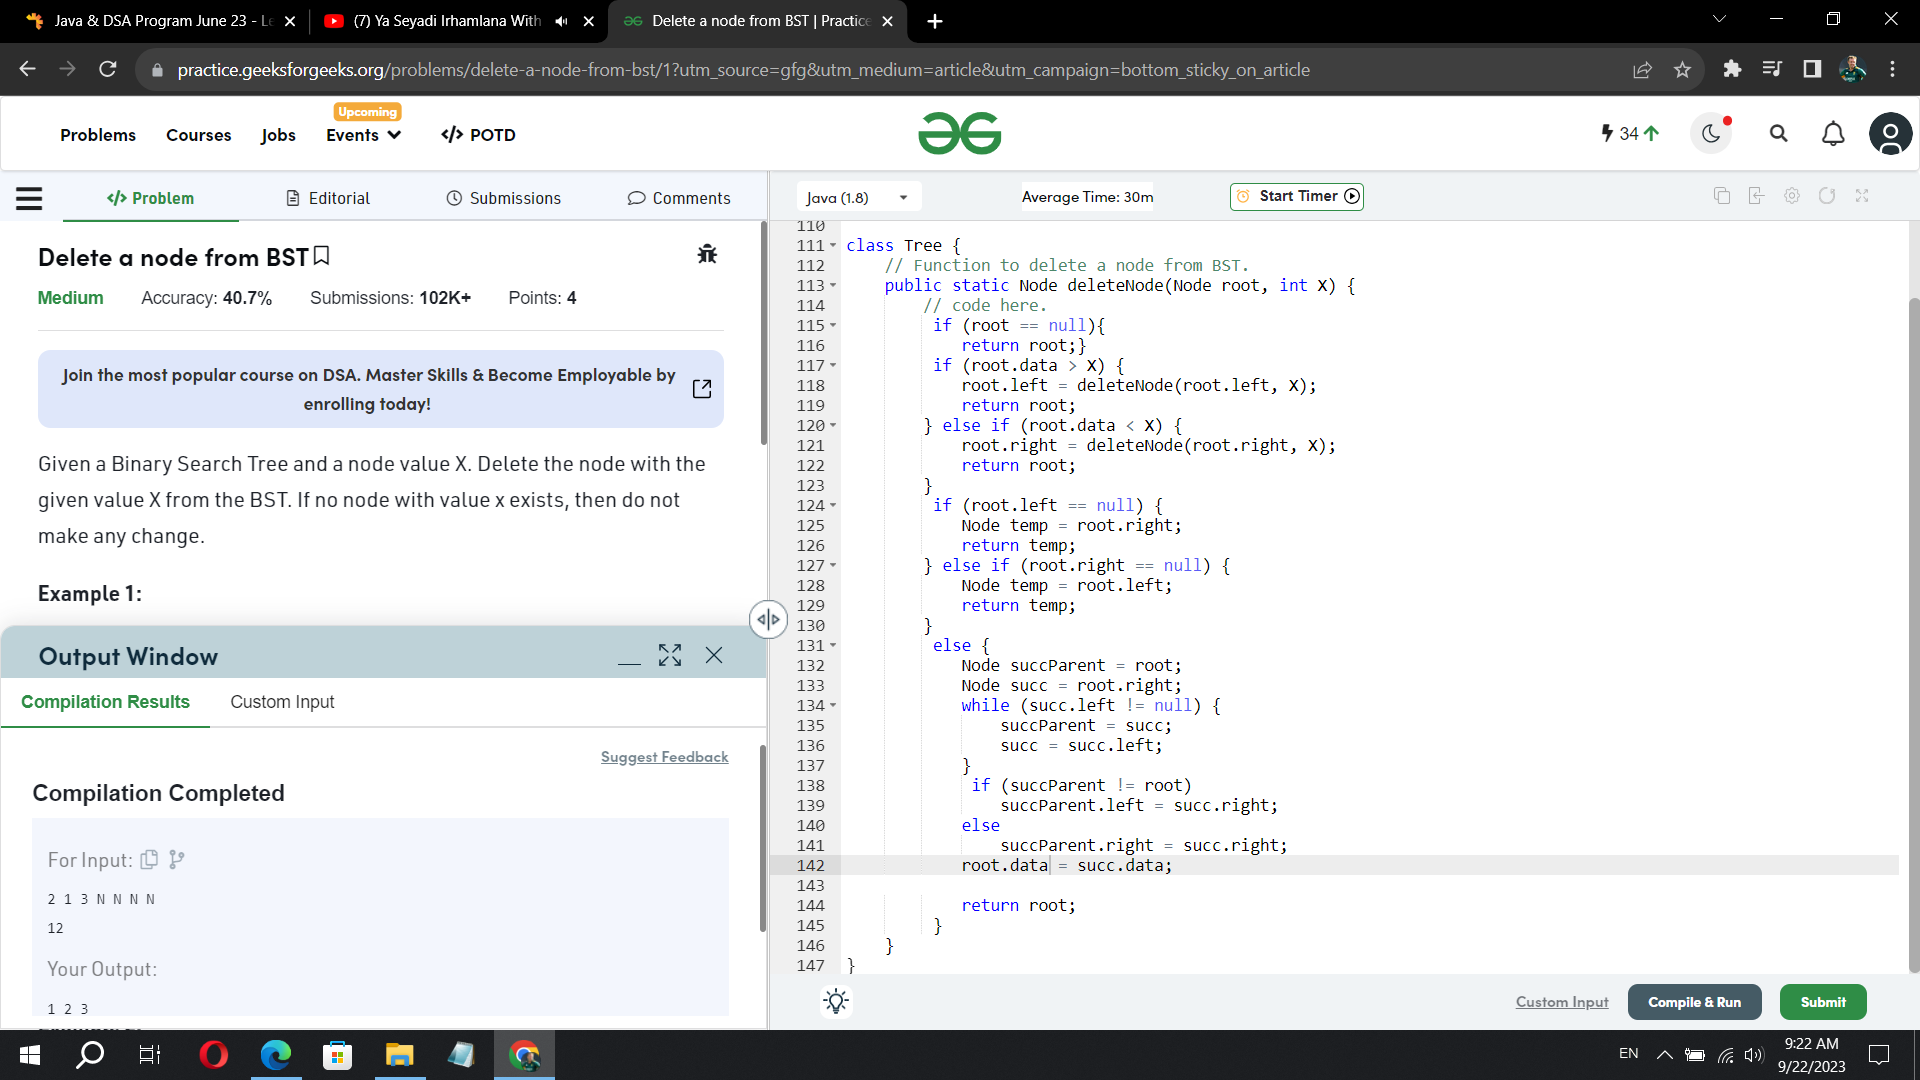 Java & DSA Program June 23 - Le
(7) Ya Seyadi Irhamlana With
Delete a node from BST | Practice
practice.geeksforgeeks.org/problems/delete-a-node-from-bst/1?utm_source=gfg&utm_medium=article&utm_campaign=bottom_sticky_on_article
Upcoming
Problems Courses Jobs Events </> POTD
34
</> Problem Editorial Submissions Comments
Delete a node from BST
Medium Accuracy: 40.7% Submissions: 102K+ Points: 4
Join the most popular course on DSA. Master Skills & Become Employable by
enrolling today!
Given a Binary Search Tree and a node value X. Delete the node with the
given value X from the BST. If no node with value x exists, then do not
make any change.
Example 1:
Output Window
Compilation Results Custom Input
Suggest Feedback
Compilation Completed
For Input:
2 1 3 N N N N
12
Your Output:
1 2 3
Java (1.8) Average Time: 30m Start Timer
110
111 class Tree {
112 // Function to delete a node from BST.
113 public static Node deleteNode(Node root, int X) {
114 // code here.
115 if (root == null){
116 return root;}
117 if (root.data > X) {
118 root.left = deleteNode(root.left, X);
119 return root;
120 } else if (root.data < X) {
121 root.right = deleteNode(root.right, X);
122 return root;
123 }
124 if (root.left == null) {
125 Node temp = root.right;
126 return temp;
127 } else if (root.right == null) {
128 Node temp = root.left;
129 return temp;
130 }
131 else {
132 Node succParent = root;
133 Node succ = root.right;
134 while (succ.left != null) {
135 succParent = succ;
136 succ = succ.left;
137 }
138 if (succParent != root)
139 succParent.left = succ.right;
140 else
141 succParent.right = succ.right;
142 root.data = succ.data;
143
144 return root;
145 }
146 }
147 }
Custom Input Compile & Run Submit
EN
9:22 AM
9/22/2023